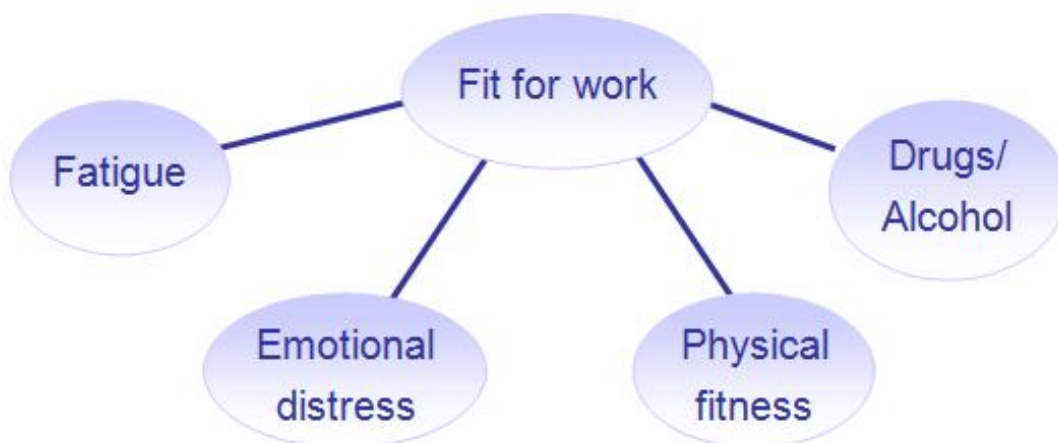 Fit for work
Fatigue
Drugs/
Alcohol
Emotional
distress
Physical
fitness